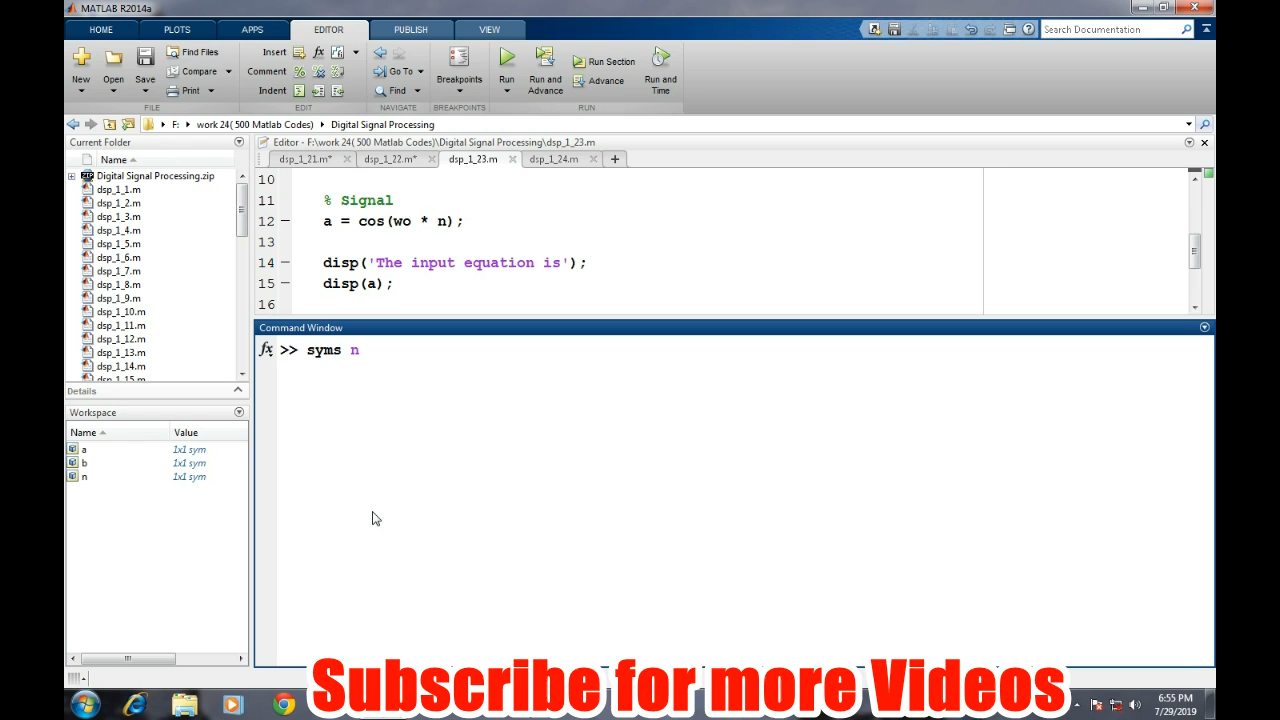 MATLAB R2014a
HOME PLOTS APPS EDITOR PUBLISH VIEW
Search Documentation
New Open Save Find Files Compare Print Insert Comment Indent Go To Find Breakpoints Run Run and Advance Run Section Advance Run and Time
FILE EDIT NAVIGATE BREAKPOINTS RUN
F: work 24( 500 Matlab Codes) Digital Signal Processing
Current Folder
Name
Digital Signal Processing.zip
dsp_1_1.m
dsp_1_2.m
dsp_1_3.m
dsp_1_4.m
dsp_1_5.m
dsp_1_6.m
dsp_1_7.m
dsp_1_8.m
dsp_1_9.m
dsp_1_10.m
dsp_1_11.m
dsp_1_12.m
dsp_1_13.m
dsp_1_14.m
dsp_1_15.m
Details
Workspace
Name Value
a 1x1 sym
b 1x1 sym
n 1x1 sym
Editor - F:\work 24( 500 Matlab Codes)\Digital Signal Processing\dsp_1_23.m
dsp_1_21.m* dsp_1_22.m* dsp_1_23.m dsp_1_24.m
10
11 % Signal
12 a = cos(wo * n);
13
14 disp('The input equation is');
15 disp(a);
16
Command Window
fx >> syms n
Subscribe for more Videos
6:55 PM
7/29/2019